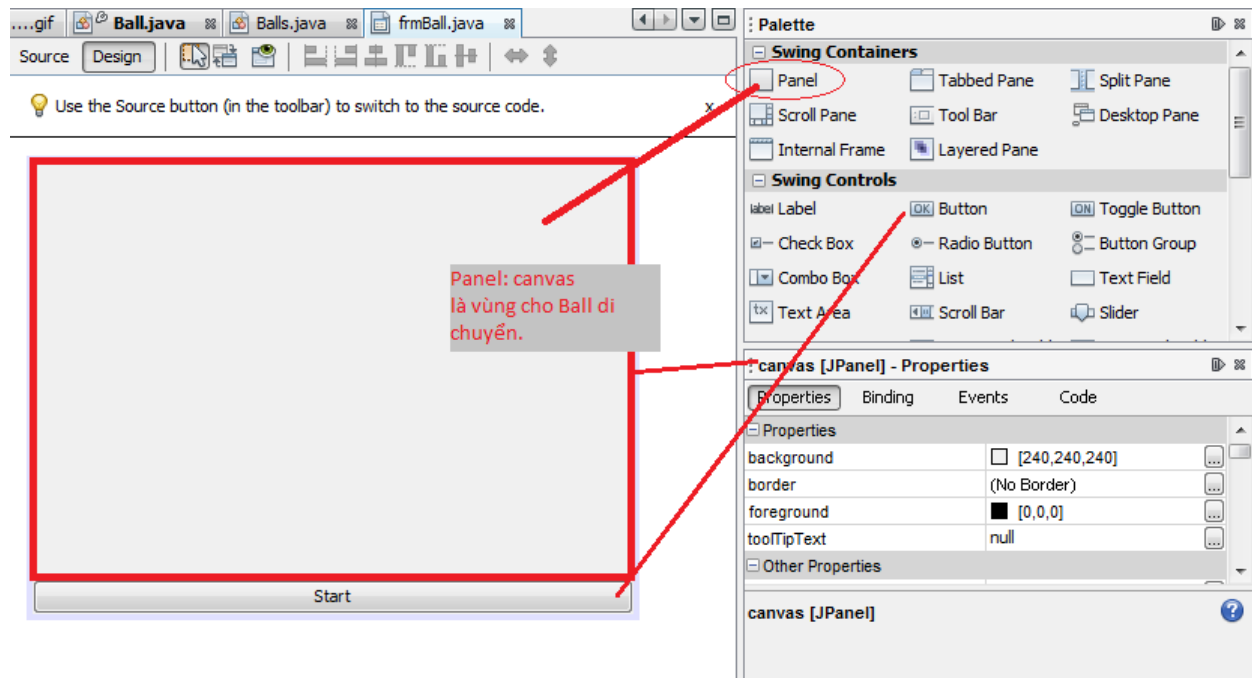 ....gif Ball.java Balls.java frmBall.java
Source Design
Use the Source button (in the toolbar) to switch to the source code. x
Panel: canvas
là vùng cho Ball di
chuyển.
Start
Palette
Swing Containers
Panel Tabbed Pane Split Pane
Scroll Pane Tool Bar Desktop Pane
Internal Frame Layered Pane
Swing Controls
label Label OK Button ON Toggle Button
Check Box Radio Button Button Group
Combo Box List Text Field
tx Text Area Scroll Bar Slider
canvas [JPanel] - Properties
Properties Binding Events Code
Properties
background [240,240,240] ...
border (No Border) ...
foreground [0,0,0] ...
toolTipText null ...
Other Properties
canvas [JPanel] ?